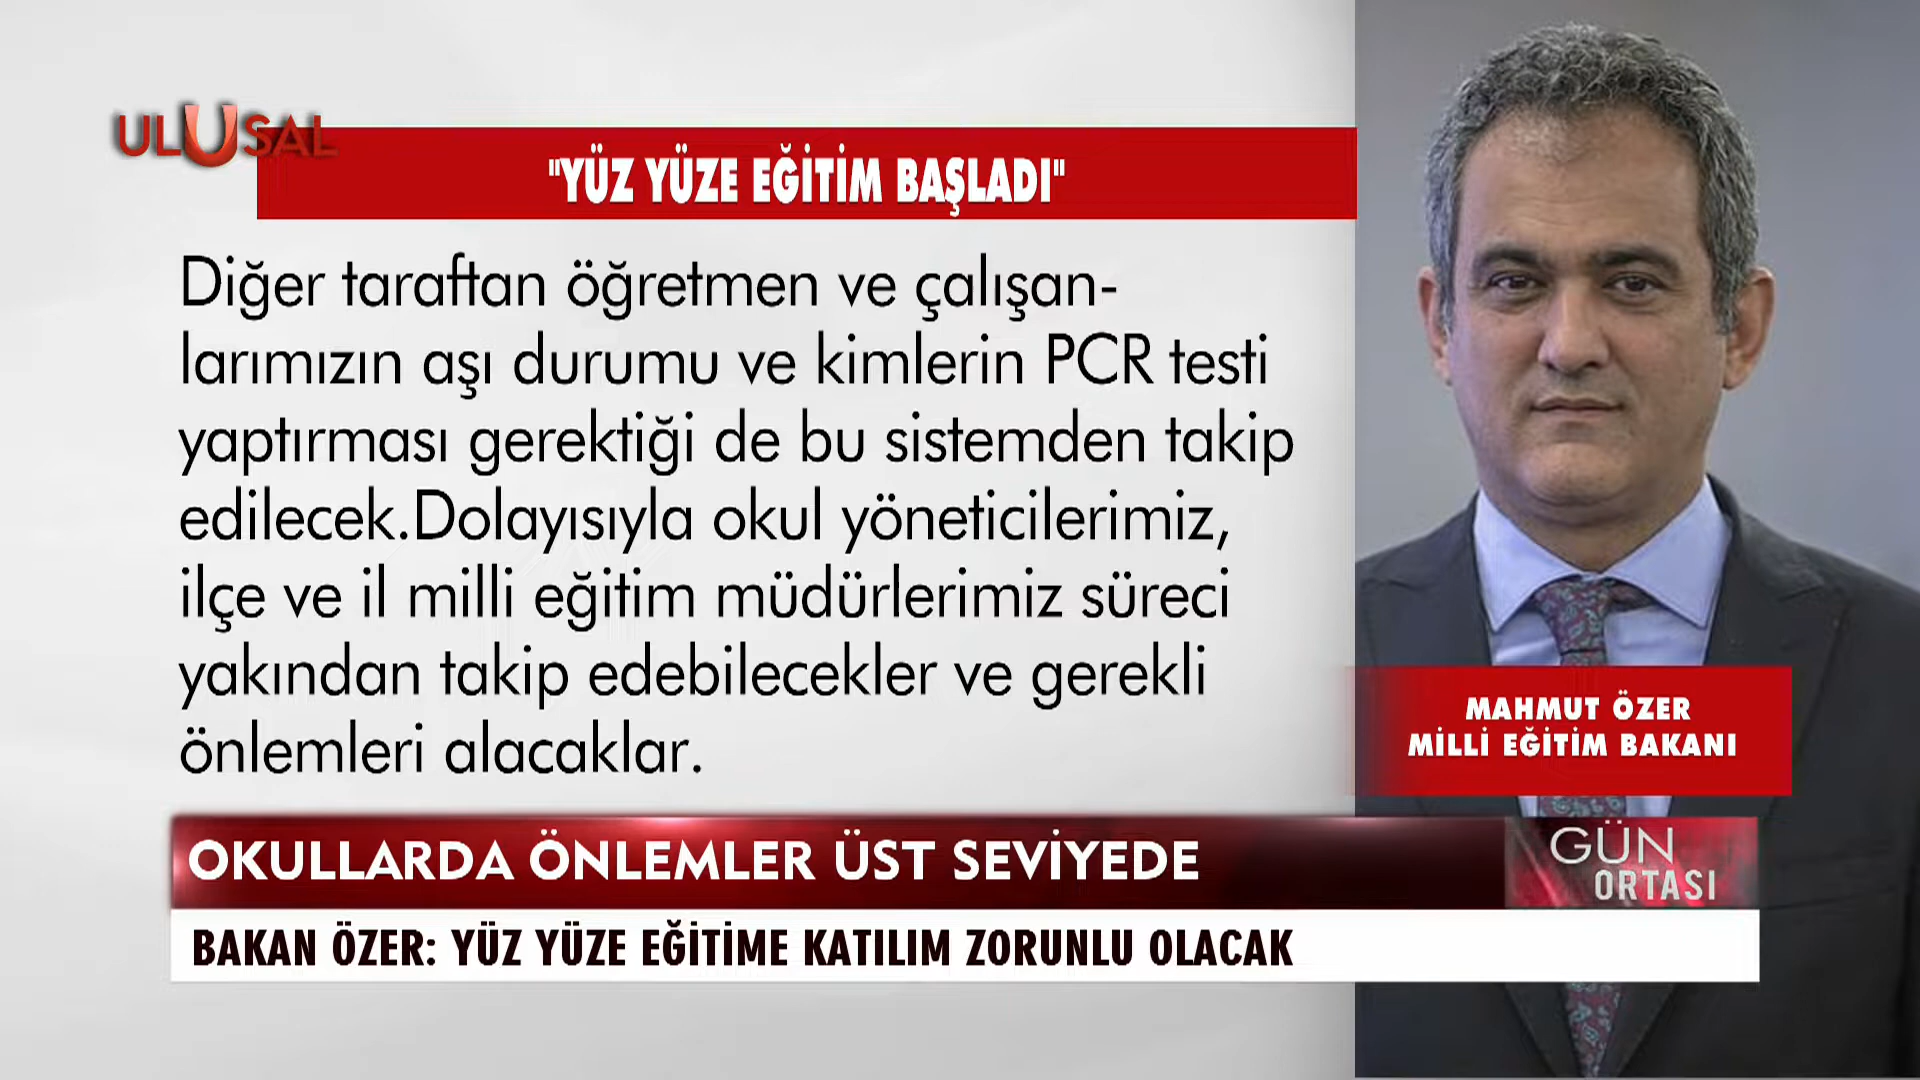 ULUSAL
"YÜZ YÜZE EĞİTİM BAŞLADI"
Diğer taraftan öğretmen ve çalışan-
larımızın aşı durumu ve kimlerin PCR testi
yaptırması gerektiği de bu sistemden takip
edilecek.Dolayısıyla okul yöneticilerimiz,
ilçe ve il milli eğitim müdürlerimiz süreci
yakından takip edebilecekler ve gerekli
önlemleri alacaklar.
MAHMUT ÖZER
MİLLİ EĞİTİM BAKANI
OKULLARDA ÖNLEMLER ÜST SEVİYEDE
GÜN
ORTASI
BAKAN ÖZER: YÜZ YÜZE EĞİTİME KATILIM ZORUNLU OLACAK